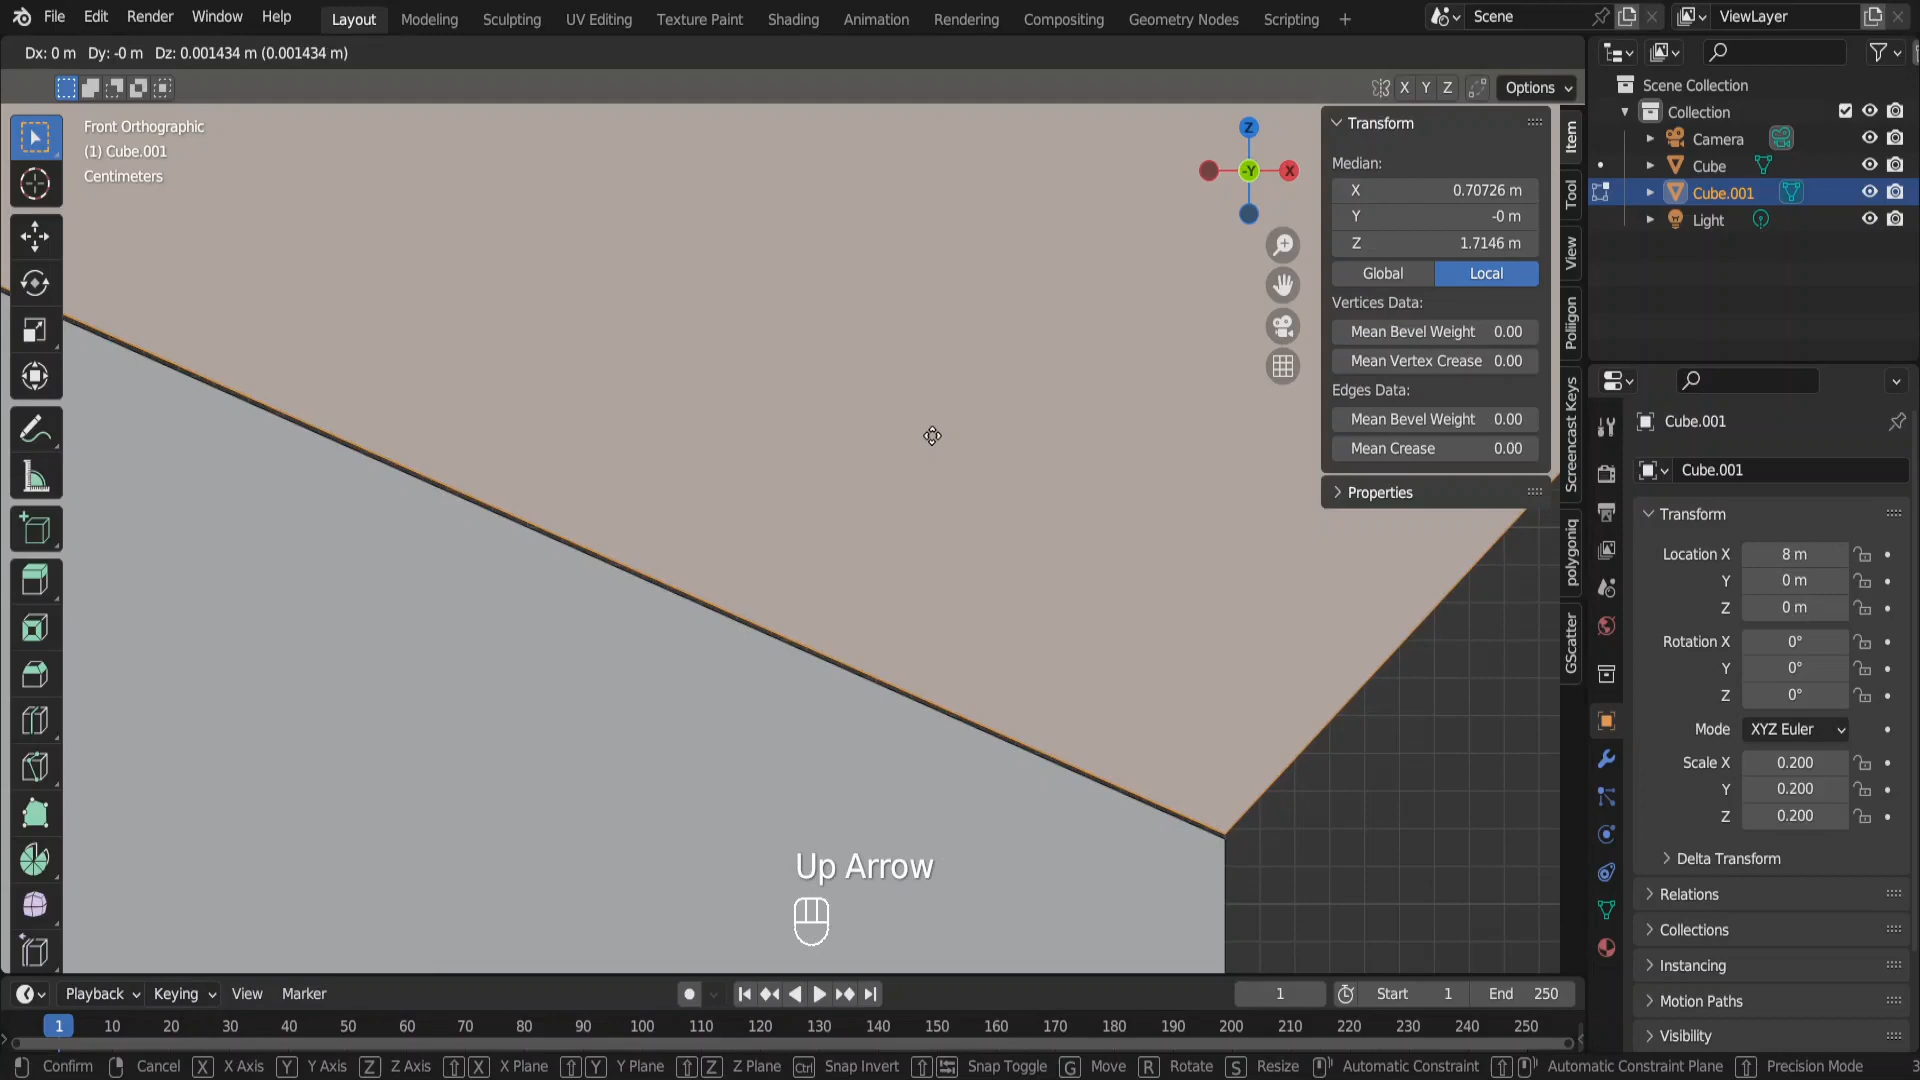 File Edit Render Window Help Layout Modeling Sculpting UV Editing Texture Paint Shading Animation Rendering Compositing Geometry Nodes Scripting + Scene ViewLayer
Dx: 0 m Dy: -0 m Dz: 0.001434 m (0.001434 m)
X Y Z Options
Front Orthographic
(1) Cube.001
Centimeters
Z
-Y
X
Transform
Median:
X 0.70726 m
Y -0 m
Z 1.7146 m
Global Local
Vertices Data:
Mean Bevel Weight 0.00
Mean Vertex Crease 0.00
Edges Data:
Mean Bevel Weight 0.00
Mean Crease 0.00
Properties
Item
Tool
View
Poliigon
Screencast Keys
polygoniq
GScatter
Scene Collection
Collection
Camera
Cube
Cube.001
Light
Cube.001
Cube.001
Transform
Location X 8 m
Y 0 m
Z 0 m
Rotation X 0°
Y 0°
Z 0°
Mode XYZ Euler
Scale X 0.200
Y 0.200
Z 0.200
Delta Transform
Relations
Collections
Instancing
Motion Paths
Visibility
Up Arrow
Playback Keying View Marker 1 Start 1 End 250
1 10 20 30 40 50 60 70 80 90 100 110 120 130 140 150 160 170 180 190 200 210 220 230 240 250
Confirm Cancel X X Axis Y Y Axis Z Z Axis X X Plane Y Y Plane Z Z Plane Ctrl Snap Invert Snap Toggle G Move R Rotate S Resize Automatic Constraint Automatic Constraint Plane Precision Mode